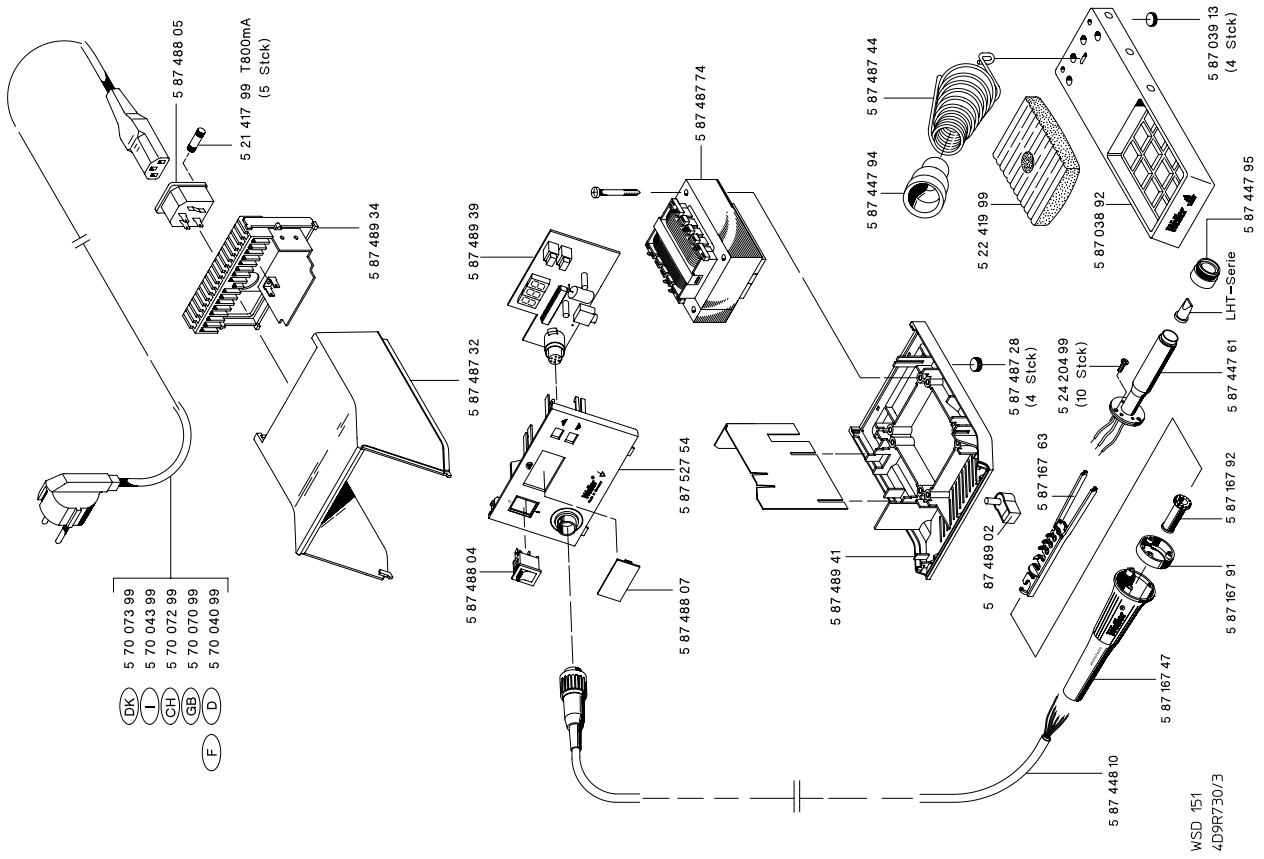 DK 5 70 073 99
I 5 70 043 99
CH 5 70 072 99
GB 5 70 070 99
F D 5 70 040 99
5 87 488 05
5 21 417 99 T800mA
(5 Stck)
5 87 489 34
5 87 487 32
5 87 489 39
5 87 527 54
Weller
5 87 488 04
5 87 488 07
5 87 487 74
5 87 489 41
5 87 489 02
5 87 487 28
(4 Stck)
5 87 487 44
5 87 447 94
5 22 419 99
5 87 038 92
Weller
5 87 039 13
(4 Stck)
5 87 447 95
LHT-Serie
5 24 204 99
(10 Stck)
5 87 447 61
5 87 167 63
5 87 167 92
5 87 167 91
Weller
5 87 167 47
5 87 448 10
WSD 151
4D9R730/3